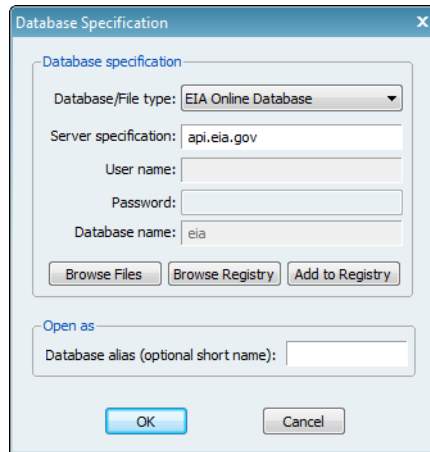 Database Specification x
Database specification
Database/File type: EIA Online Database
Server specification: api.eia.gov
User name:
Password:
Database name: eia
Browse Files Browse Registry Add to Registry
Open as
Database alias (optional short name):
OK Cancel